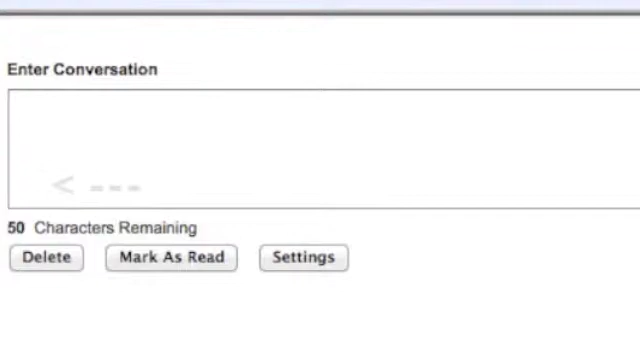 Enter Conversation
< ---
50 Characters Remaining
Delete Mark As Read Settings